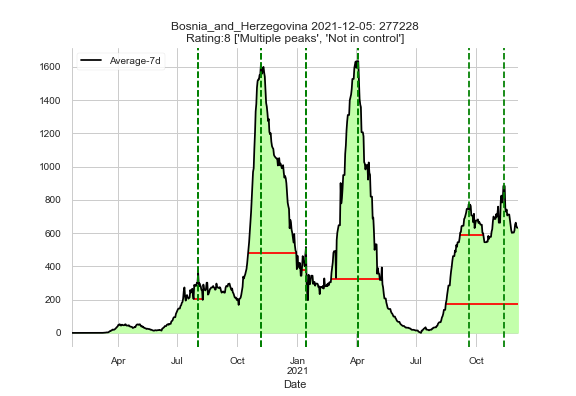 Bosnia_and_Herzegovina 2021-12-05: 277228
Rating:8 ['Multiple peaks', 'Not in control']
Average-7d
1600
1400
1200
1000
800
600
400
200
0
Apr Jul Oct Jan Apr Jul Oct
2021
Date